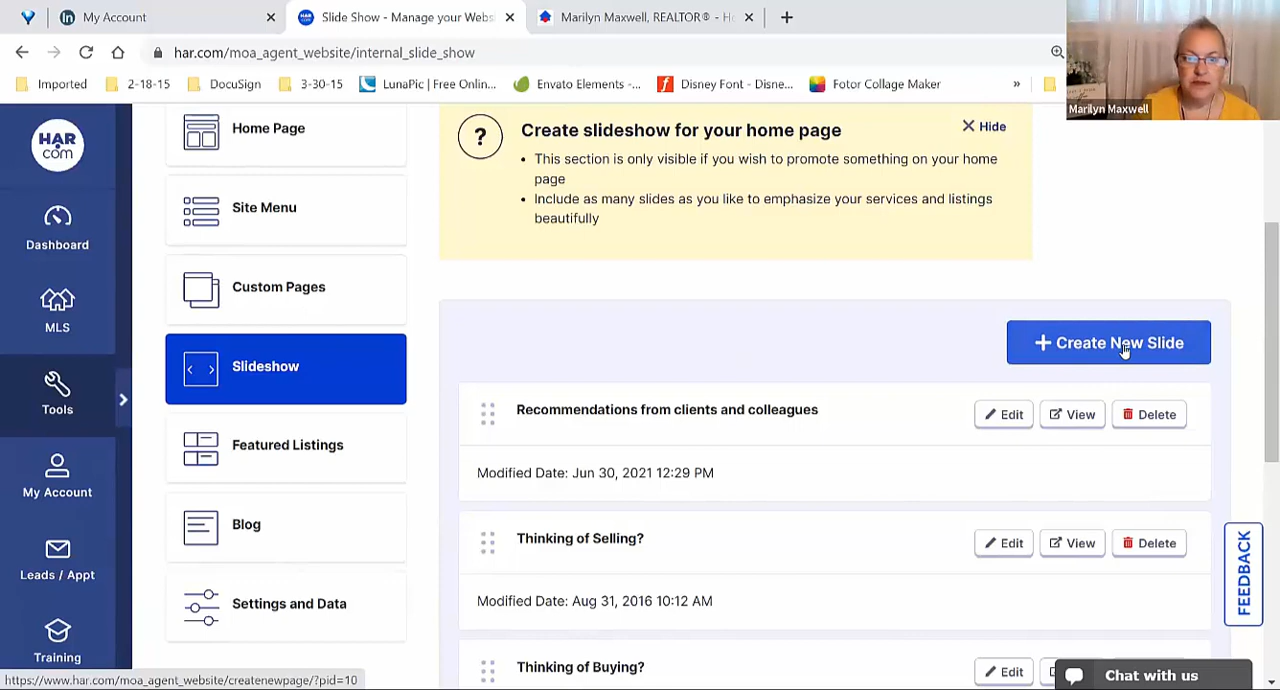 My Account
Slide Show - Manage your Webs
Marilyn Maxwell, REALTOR® - H
har.com/moa_agent_website/internal_slide_show
Imported
2-18-15
DocuSign
3-30-15
LunaPic | Free Onlin...
Envato Elements -...
Disney Font - Disne...
Fotor Collage Maker
»
Marilyn Maxwell
HAR
com
Dashboard
MLS
Tools
My Account
Leads / Appt
Training
Home Page
Site Menu
Custom Pages
Slideshow
Featured Listings
Blog
Settings and Data
?
Create slideshow for your home page
Hide
• This section is only visible if you wish to promote something on your home
page
• Include as many slides as you like to emphasize your services and listings
beautifully
+ Create New Slide
Recommendations from clients and colleagues
Edit
View
Delete
Modified Date: Jun 30, 2021 12:29 PM
Thinking of Selling?
Edit
View
Delete
Modified Date: Aug 31, 2016 10:12 AM
Thinking of Buying?
Edit
FEEDBACK
Chat with us
https://www.har.com/moa_agent_website/createnewpage/?pid=10